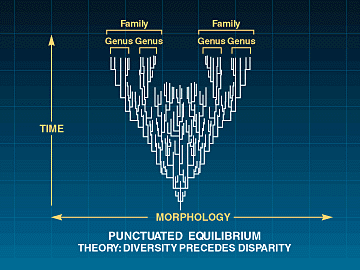 Family
Family
Genus Genus
Genus Genus
TIME
MORPHOLOGY
PUNCTUATED EQUILIBRIUM
THEORY: DIVERSITY PRECEDES DISPARITY